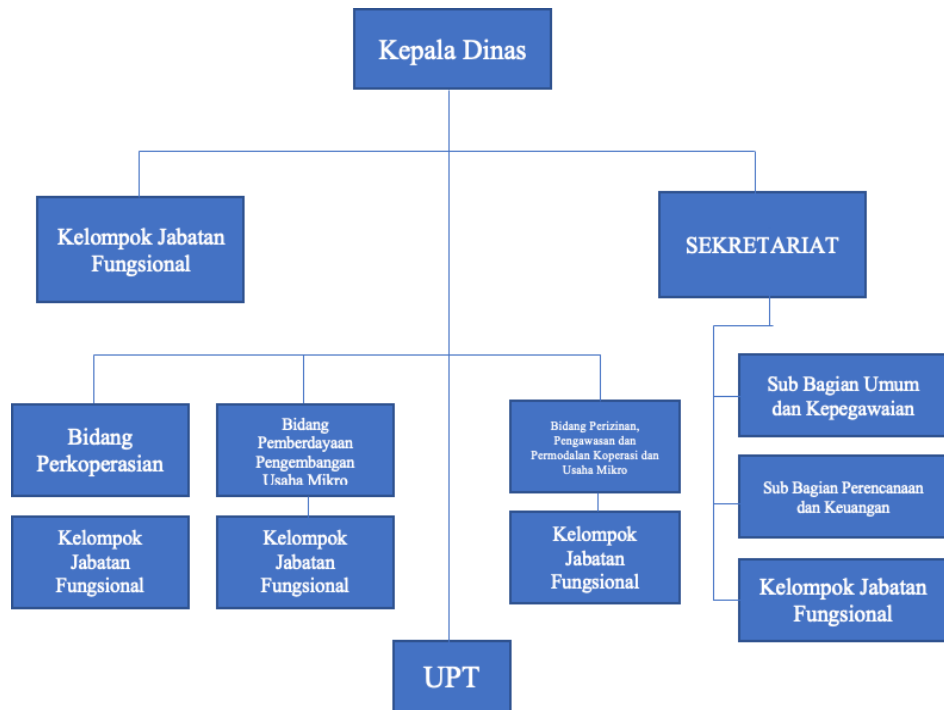 Kepala Dinas
Kelompok Jabatan
Fungsional
SEKRETARIAT
Bidang
Perkoperasian
Bidang
Pemberdayaan
Pengembangan
Usaha Mikro
Bidang Perizinan,
Pengawasan dan
Permodalan Koperasi dan
Usaha Mikro
Sub Bagian Umum
dan Kepegawaian
Sub Bagian Perencanaan
dan Keuangan
Kelompok Jabatan
Fungsional
Kelompok
Jabatan
Fungsional
Kelompok
Jabatan
Fungsional
Kelompok
Jabatan
Fungsional
UPT